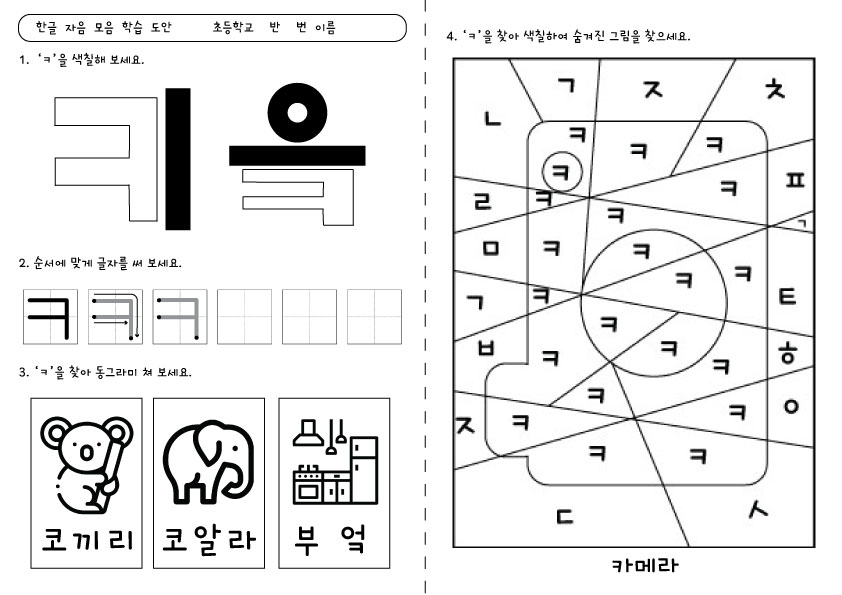 한글 자음 모음 학습 도안 초등학교 반 번 이름
1. ‘ㅋ’을 색칠해 보세요.
키읔
2. 순서에 맞게 글자를 써 보세요.
ㅋ ㅋ ㅋ
3. ‘ㅋ’을 찾아 동그라미 쳐 보세요.
코끼리 코알라 부 엌
4. ‘ㅋ’을 찾아 색칠하여 숨겨진 그림을 찾으세요.
ㄱ ㅈ ㅊ
ㄴ
ㅋ ㅋ ㅋ
ㅋ ㅋ ㅍ
ㄹ ㅋ ㅋ ㄱ
ㅁ ㅋ ㅋ
ㅋ ㅋ
ㄱ ㅋ ㅌ
ㅋ
ㅂ ㅋ ㅋ ㅋ ㅎ
ㅋ ㅋ ㅇ
ㅈ ㅋ
ㅋ ㅋ
ㄷ ㅅ
카메라